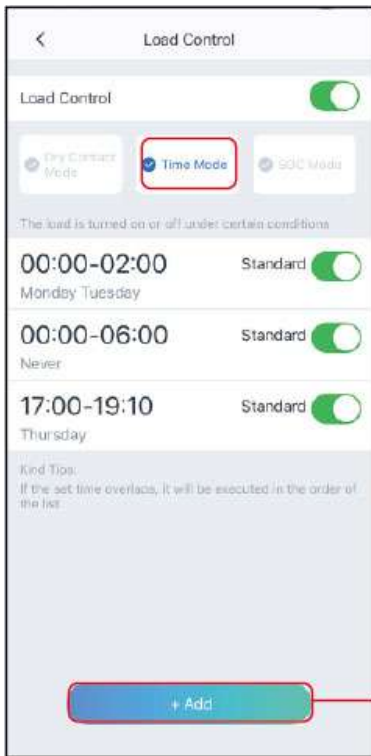 Load Control
Load Control
Dry Contact
Mode
Time Mode
SOC Mode
The load is turned on or off under certain conditions
00:00-02:00
Standard
Monday Tuesday
00:00-06:00
Standard
Never
17:00-19:10
Standard
Thursday
Kind Tips:
If the set time overlaps, it will be executed in the order of
the list
+ Add